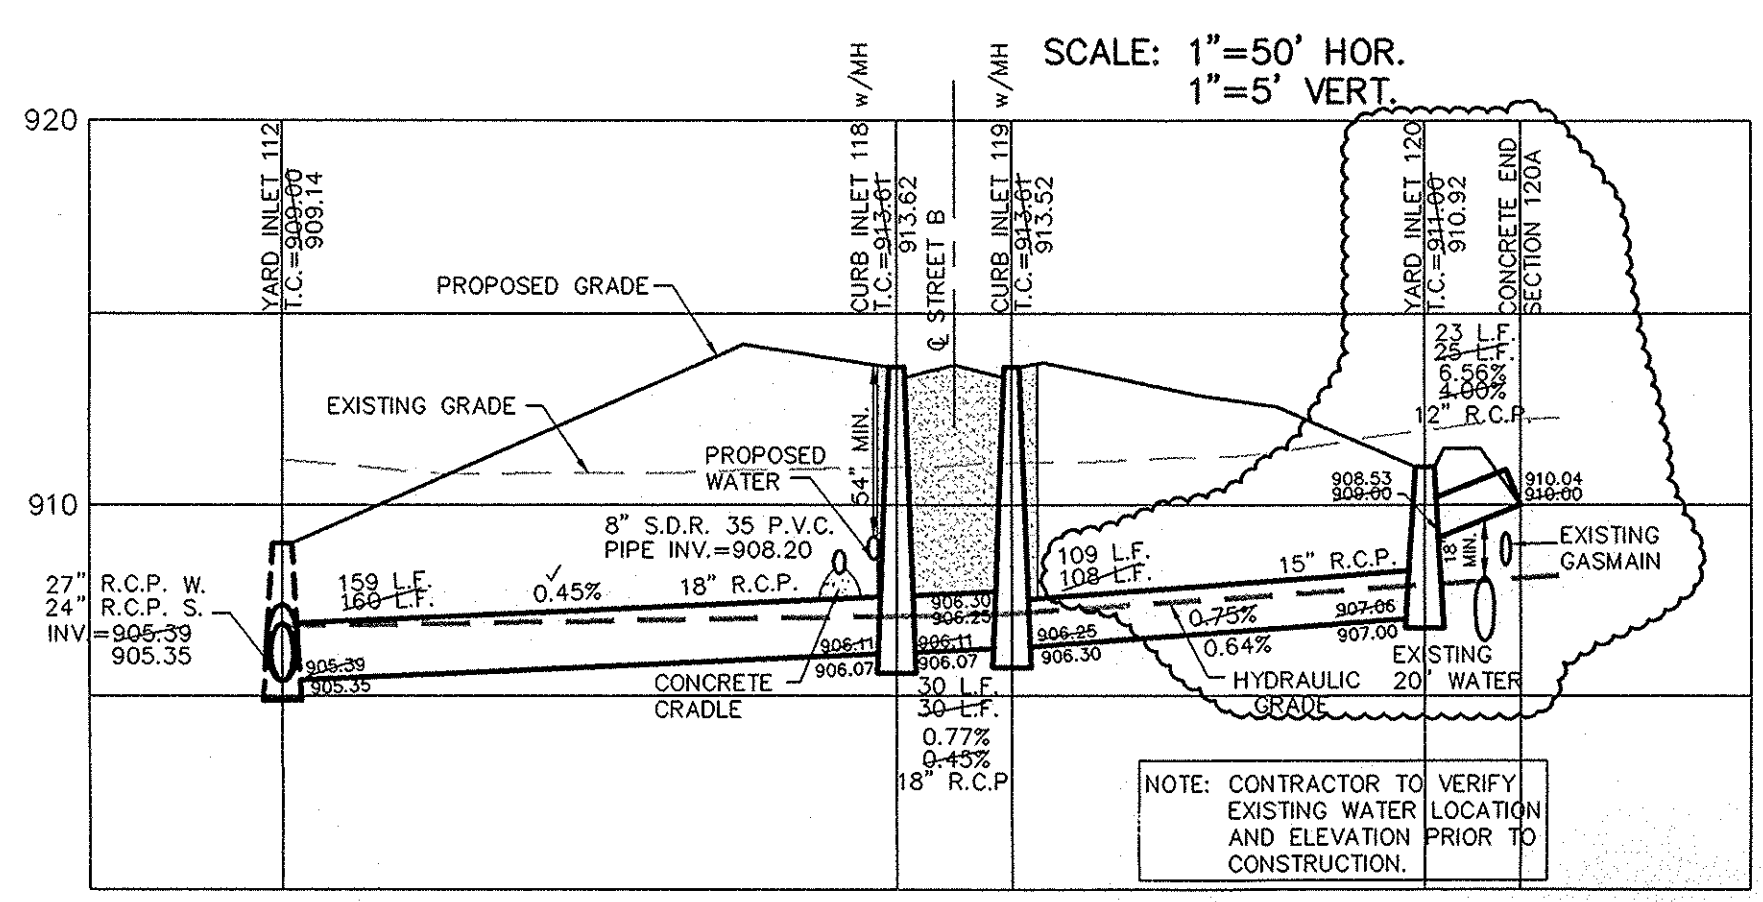 SCALE: 1"=50' HOR.
1"=5' VERT.
920
910
YARD INLET 112
T.C.=909.00
909.14
CURB INLET 118 w/MH
T.C.=913.61
913.62
℄ STREET B
CURB INLET 119 w/MH
T.C.=913.61
913.52
YARD INLET 120
T.C.=911.00
910.92
CONCRETE END
SECTION 120A
PROPOSED GRADE
EXISTING GRADE
PROPOSED
WATER
54" MIN.
8" S.D.R. 35 P.V.C.
PIPE INV.=908.20
23 L.F.
25 L.F.
6.56%
4.00%
12" R.C.P.
908.53
909.00
910.04
910.00
EXISTING
GASMAIN
18"
MIN.
27" R.C.P. W.
24" R.C.P. S.
INV.=905.39
905.35
159 L.F.
160 L.F.
✓
0.45%
18" R.C.P.
109 L.F.
108 L.F.
15" R.C.P.
0.75%
0.64%
905.39
905.35
906.11
906.07
906.30
906.25
906.11
906.07
906.25
906.30
907.06
907.00
CONCRETE
CRADLE
30 L.F.
30 L.F.
0.77%
0.45%
18" R.C.P
HYDRAULIC
GRADE
EXISTING
20' WATER
NOTE: CONTRACTOR TO VERIFY
EXISTING WATER LOCATION
AND ELEVATION PRIOR TO
CONSTRUCTION.